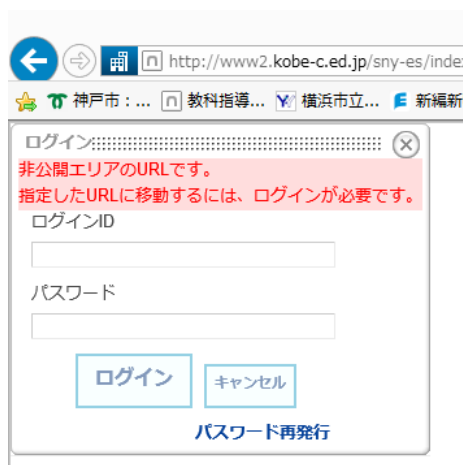 http://www2.kobe-c.ed.jp/sny-es/inde
神戸市：... 教科指導... 横浜市立... 新編新
ログイン
非公開エリアのURLです。
指定したURLに移動するには、ログインが必要です。
ログインID
パスワード
ログイン キャンセル
パスワード再発行